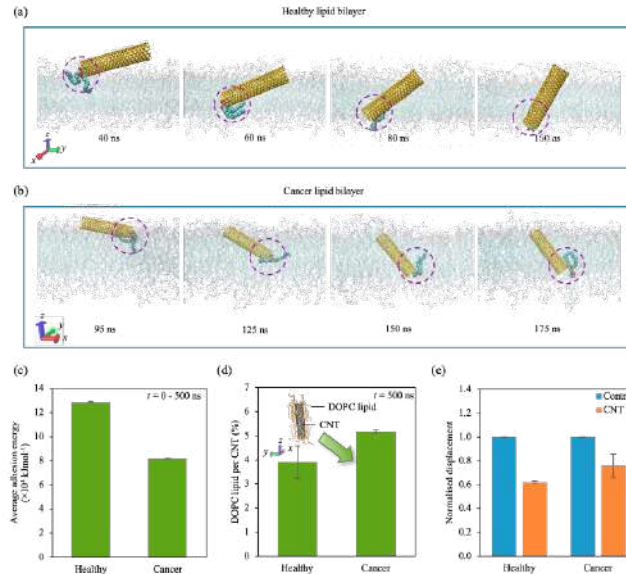 (a) Healthy lipid bilayer
40 ns 60 ns 80 ns 150 ns
z
y
x
(b) Cancer lipid bilayer
95 ns 125 ns 150 ns 175 ns
z
y
x
(c) (d) (e)
t = 0 - 500 ns
Average adhesion energy
kJmol⁻¹)
14
12
10
8
6
4
2
0
Healthy Cancer
t = 500 ns
DOPC lipid
CNT
z
y x
DOPC lipid per CNT (%)
7
6
5
4
3
2
1
0
Healthy Cancer
Contr
CNT
Normalised displacement
1.4
1.2
1.0
0.8
0.6
0.4
0.2
0.0
Healthy Cancer